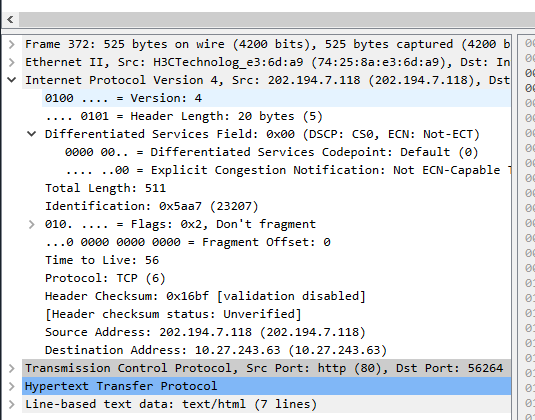 Frame 372: 525 bytes on wire (4200 bits), 525 bytes captured (4200 b
Ethernet II, Src: H3CTechnolog_e3:6d:a9 (74:25:8a:e3:6d:a9), Dst: In
Internet Protocol Version 4, Src: 202.194.7.118 (202.194.7.118), Dst
0100 .... = Version: 4
.... 0101 = Header Length: 20 bytes (5)
Differentiated Services Field: 0x00 (DSCP: CS0, ECN: Not-ECT)
0000 00.. = Differentiated Services Codepoint: Default (0)
.... ..00 = Explicit Congestion Notification: Not ECN-Capable T
Total Length: 511
Identification: 0x5aa7 (23207)
010. .... = Flags: 0x2, Don't fragment
...0 0000 0000 0000 = Fragment Offset: 0
Time to Live: 56
Protocol: TCP (6)
Header Checksum: 0x16bf [validation disabled]
[Header checksum status: Unverified]
Source Address: 202.194.7.118 (202.194.7.118)
Destination Address: 10.27.243.63 (10.27.243.63)
Transmission Control Protocol, Src Port: http (80), Dst Port: 56264
Hypertext Transfer Protocol
Line-based text data: text/html (7 lines)